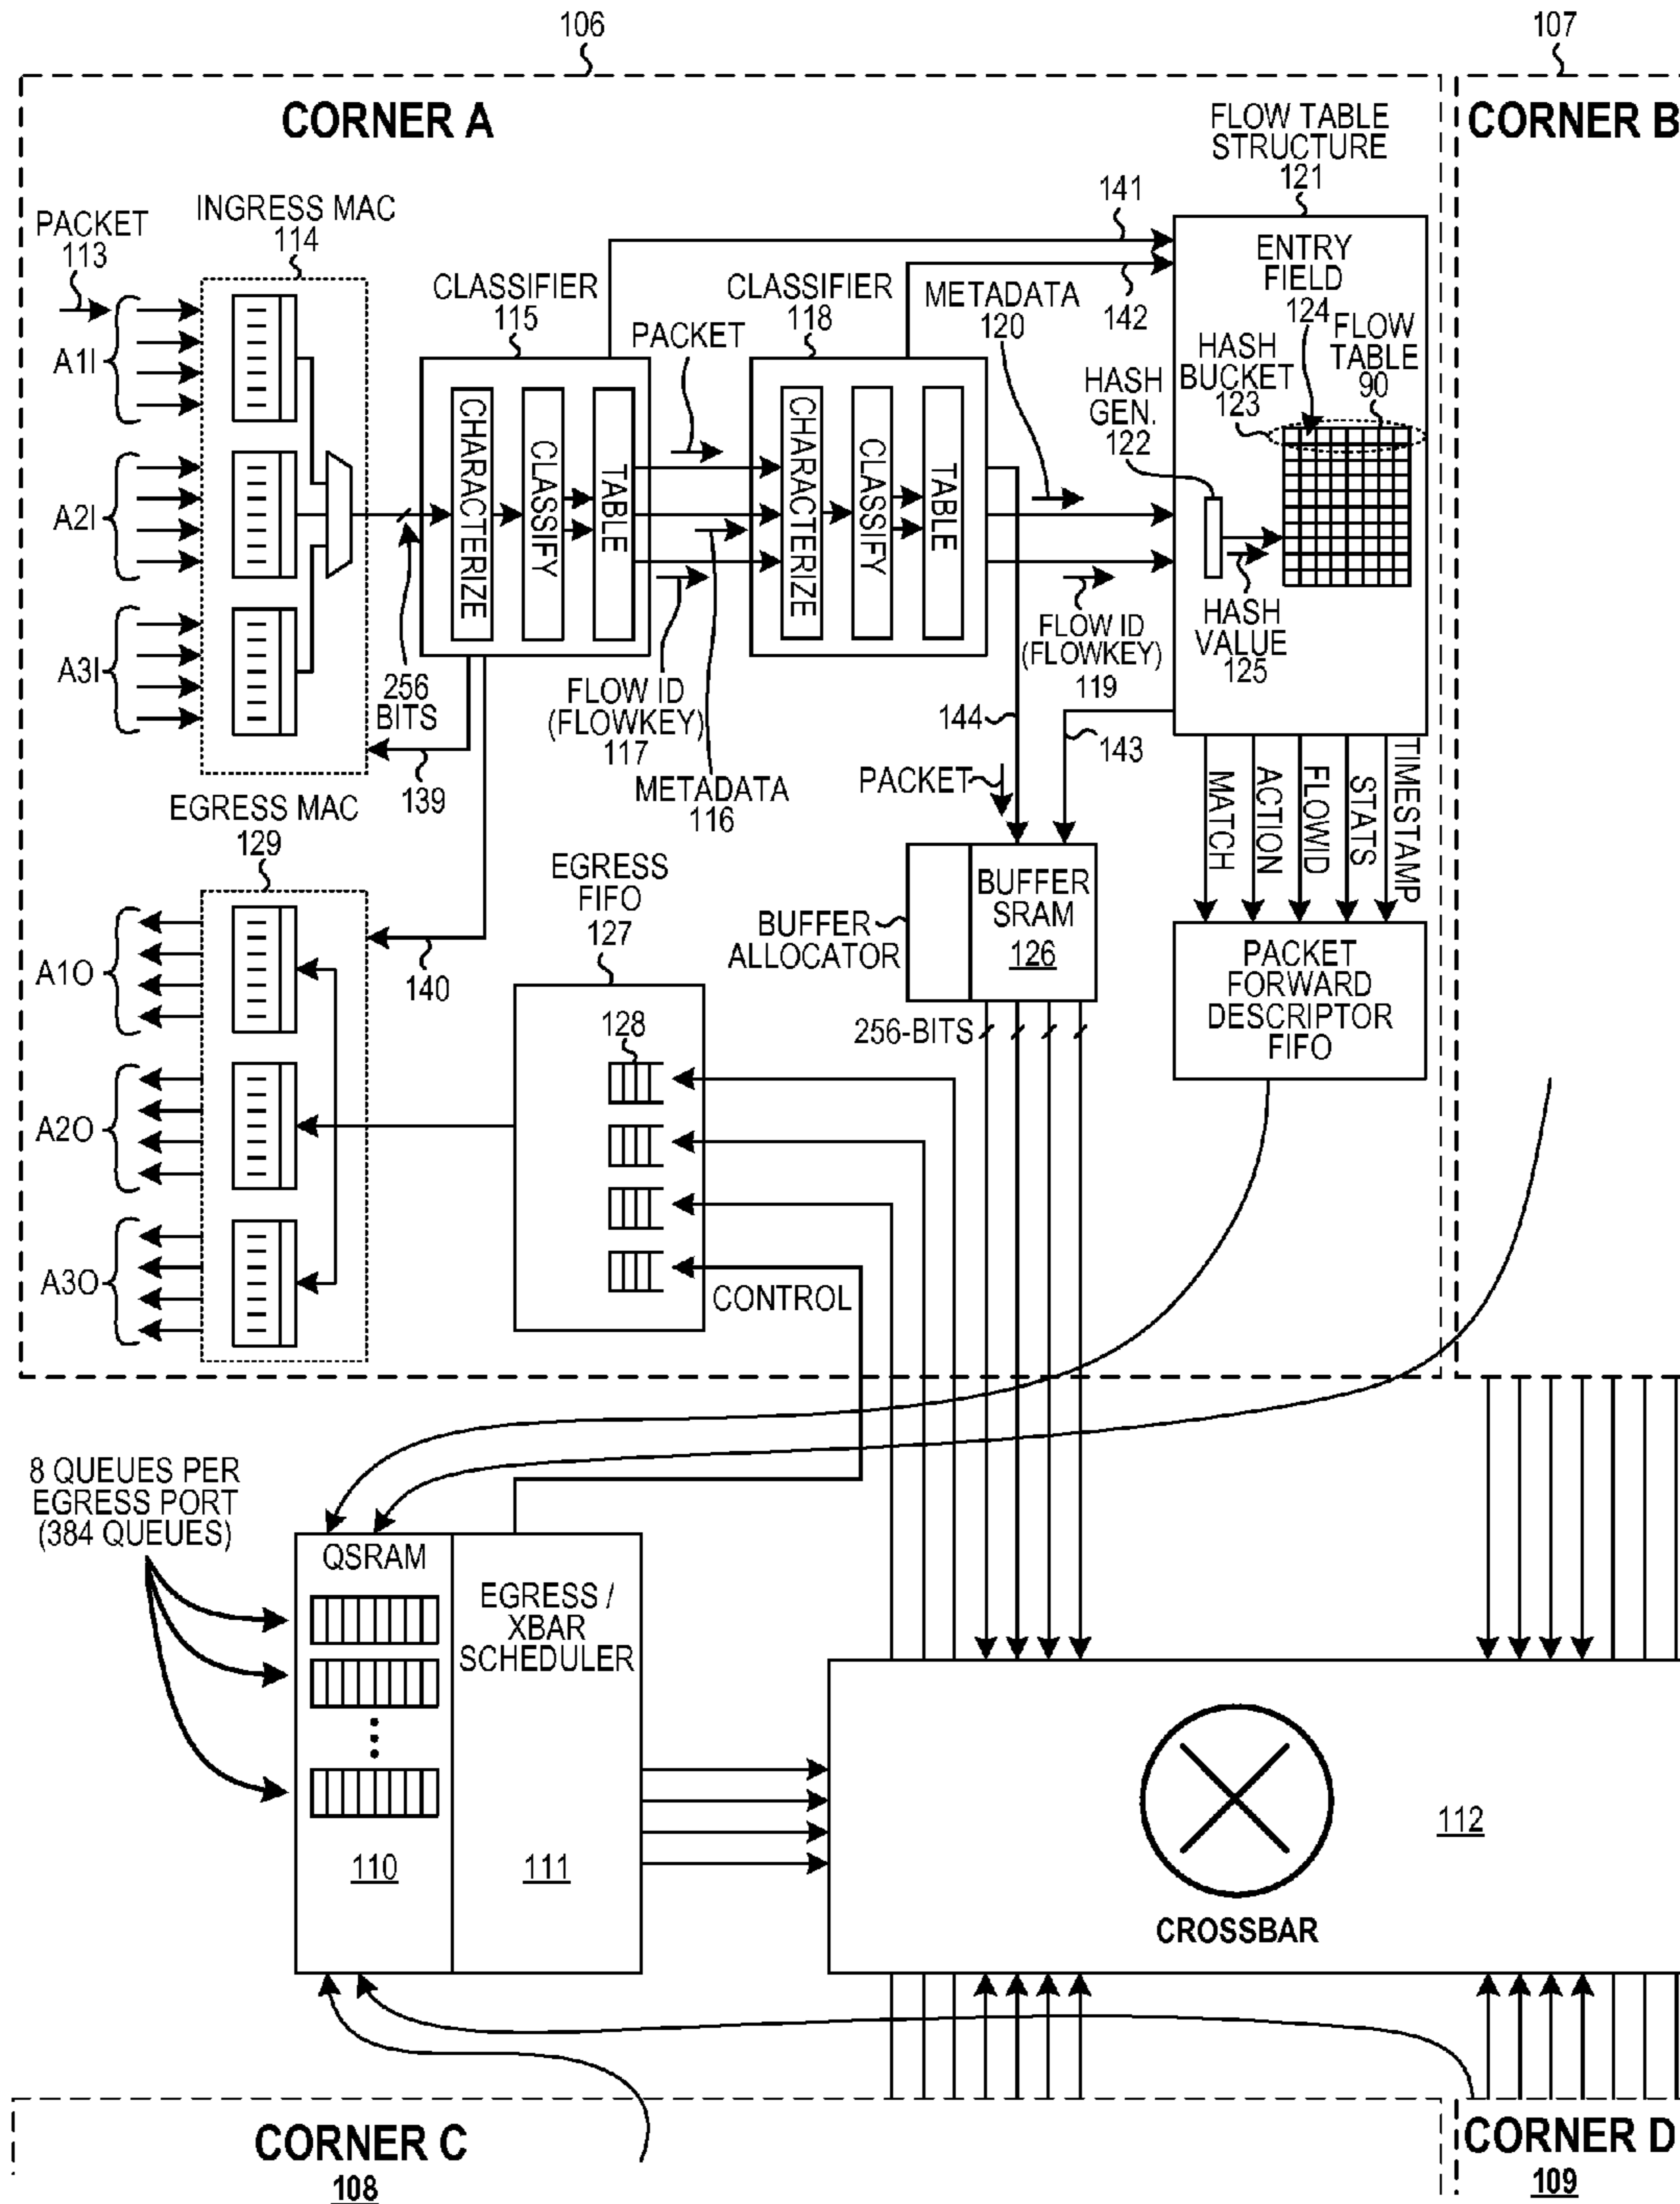 106
107
CORNER A
CORNER B
FLOW TABLE
STRUCTURE
121
PACKET
113
INGRESS MAC
114
A1I
A2I
A3I
256
BITS
CLASSIFIER
115
CHARACTERIZE
CLASSIFY
TABLE
PACKET
CLASSIFIER
118
CHARACTERIZE
CLASSIFY
TABLE
141
142
METADATA
120
ENTRY
FIELD
124
FLOW
TABLE
90
HASH
BUCKET
123
HASH
GEN.
122
HASH
VALUE
125
FLOW ID
(FLOWKEY)
117
METADATA
116
FLOW ID
(FLOWKEY)
119
139
140
144
143
PACKET
MATCH
ACTION
FLOWID
STATS
TIMESTAMP
EGRESS MAC
129
A1O
A2O
A3O
EGRESS
FIFO
127
128
CONTROL
BUFFER
ALLOCATOR
BUFFER
SRAM
126
256-BITS
PACKET
FORWARD
DESCRIPTOR
FIFO
8 QUEUES PER
EGRESS PORT
(384 QUEUES)
QSRAM
110
EGRESS /
XBAR
SCHEDULER
111
112
CROSSBAR
CORNER C
108
CORNER D
109